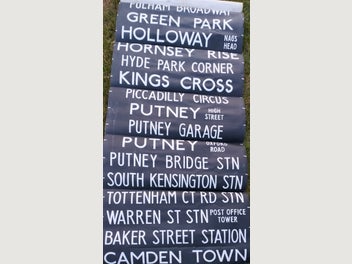 FULHAM BROADWAY
GREEN PARK
HOLLOWAY NAGS HEAD
HORNSEY RISE
HYDE PARK CORNER
KINGS CROSS
PICCADILLY CIRCUS
PUTNEY HIGH STREET
PUTNEY GARAGE
PUTNEY OXFORD ROAD
PUTNEY BRIDGE STN
SOUTH KENSINGTON STN
TOTTENHAM CT RD STN
WARREN ST STN POST OFFICE TOWER
BAKER STREET STATION
CAMDEN TOWN